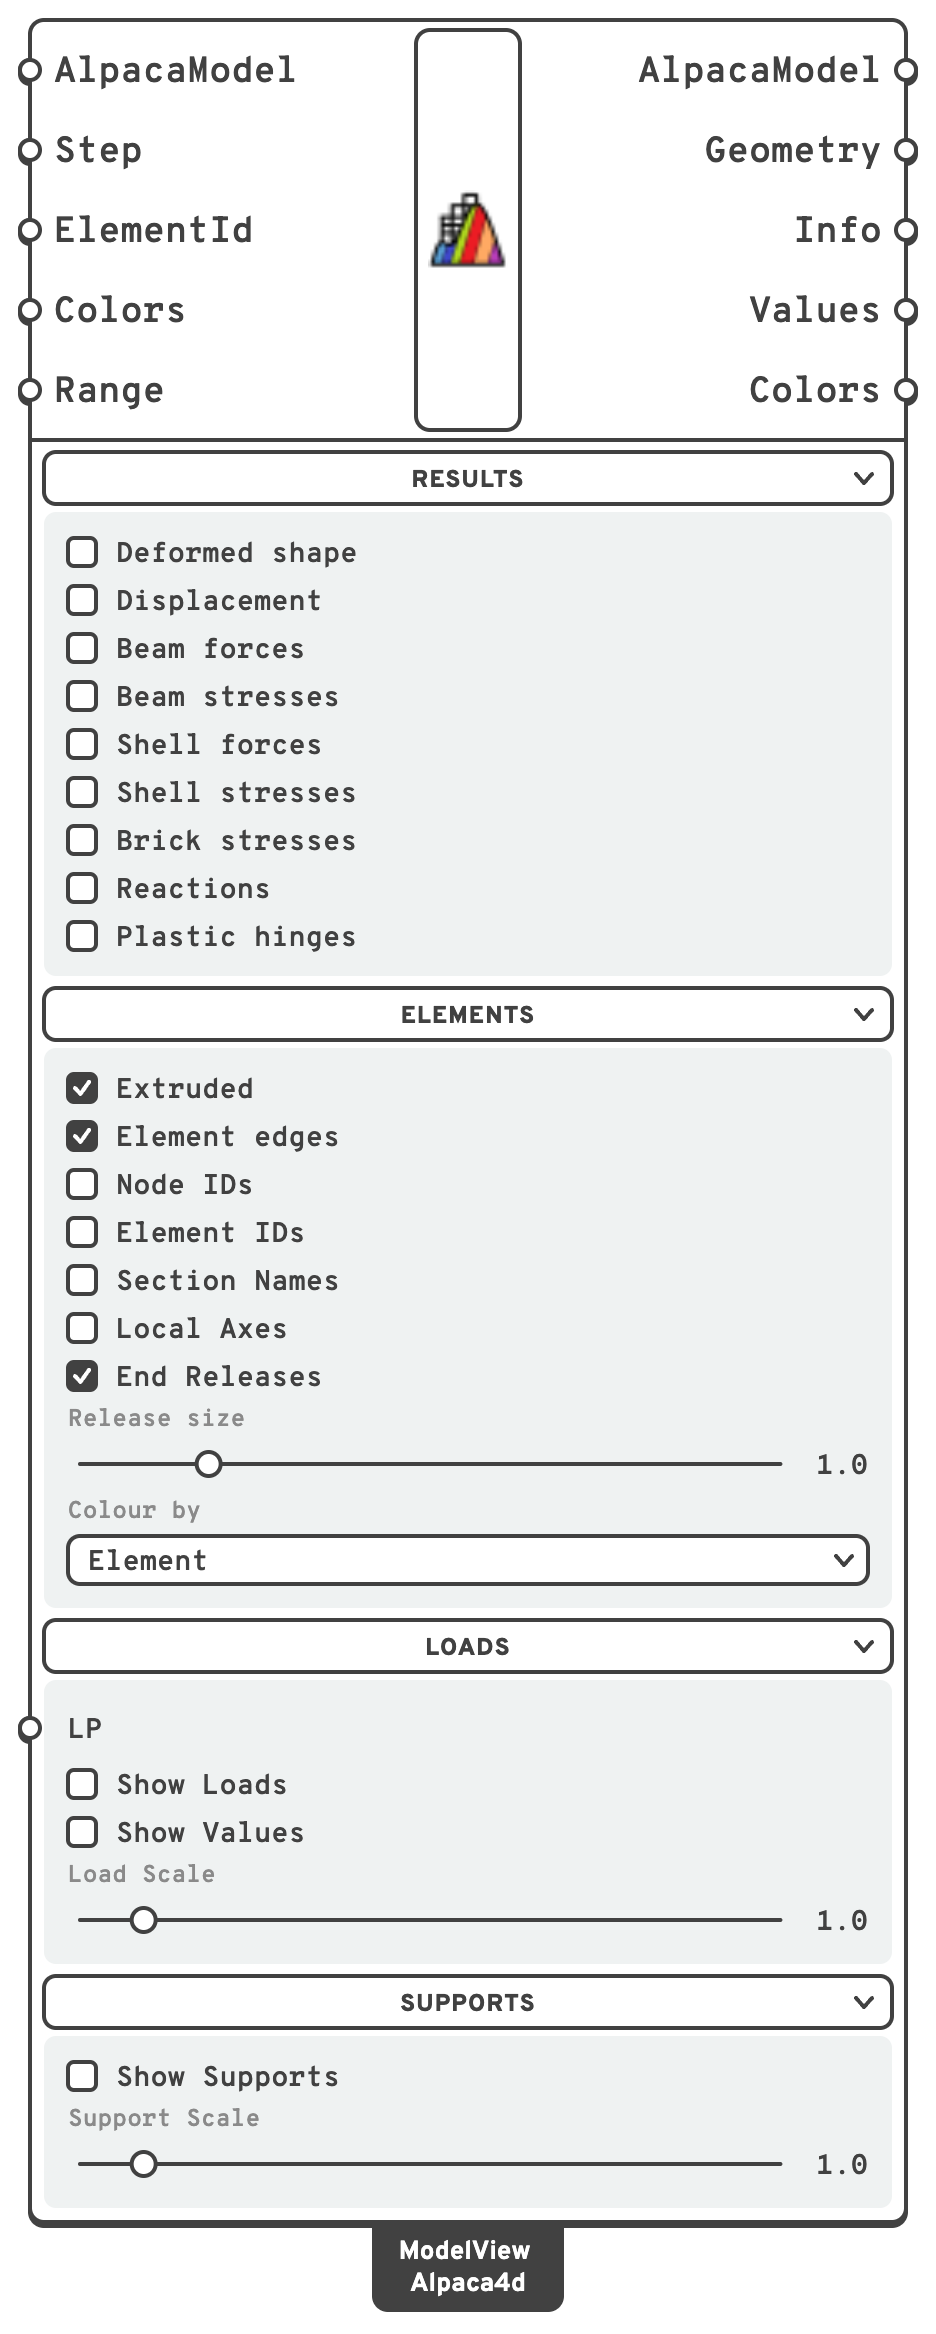 AlpacaModel AlpacaModel
Step Geometry
ElementId Info
Colors Values
Range Colors
RESULTS
Deformed shape
Displacement
Beam forces
Beam stresses
Shell forces
Shell stresses
Brick stresses
Reactions
Plastic hinges
ELEMENTS
Extruded
Element edges
Node IDs
Element IDs
Section Names
Local Axes
End Releases
Release size
1.0
Colour by
Element
LOADS
LP
Show Loads
Show Values
Load Scale
1.0
SUPPORTS
Show Supports
Support Scale
1.0
ModelView
Alpaca4d